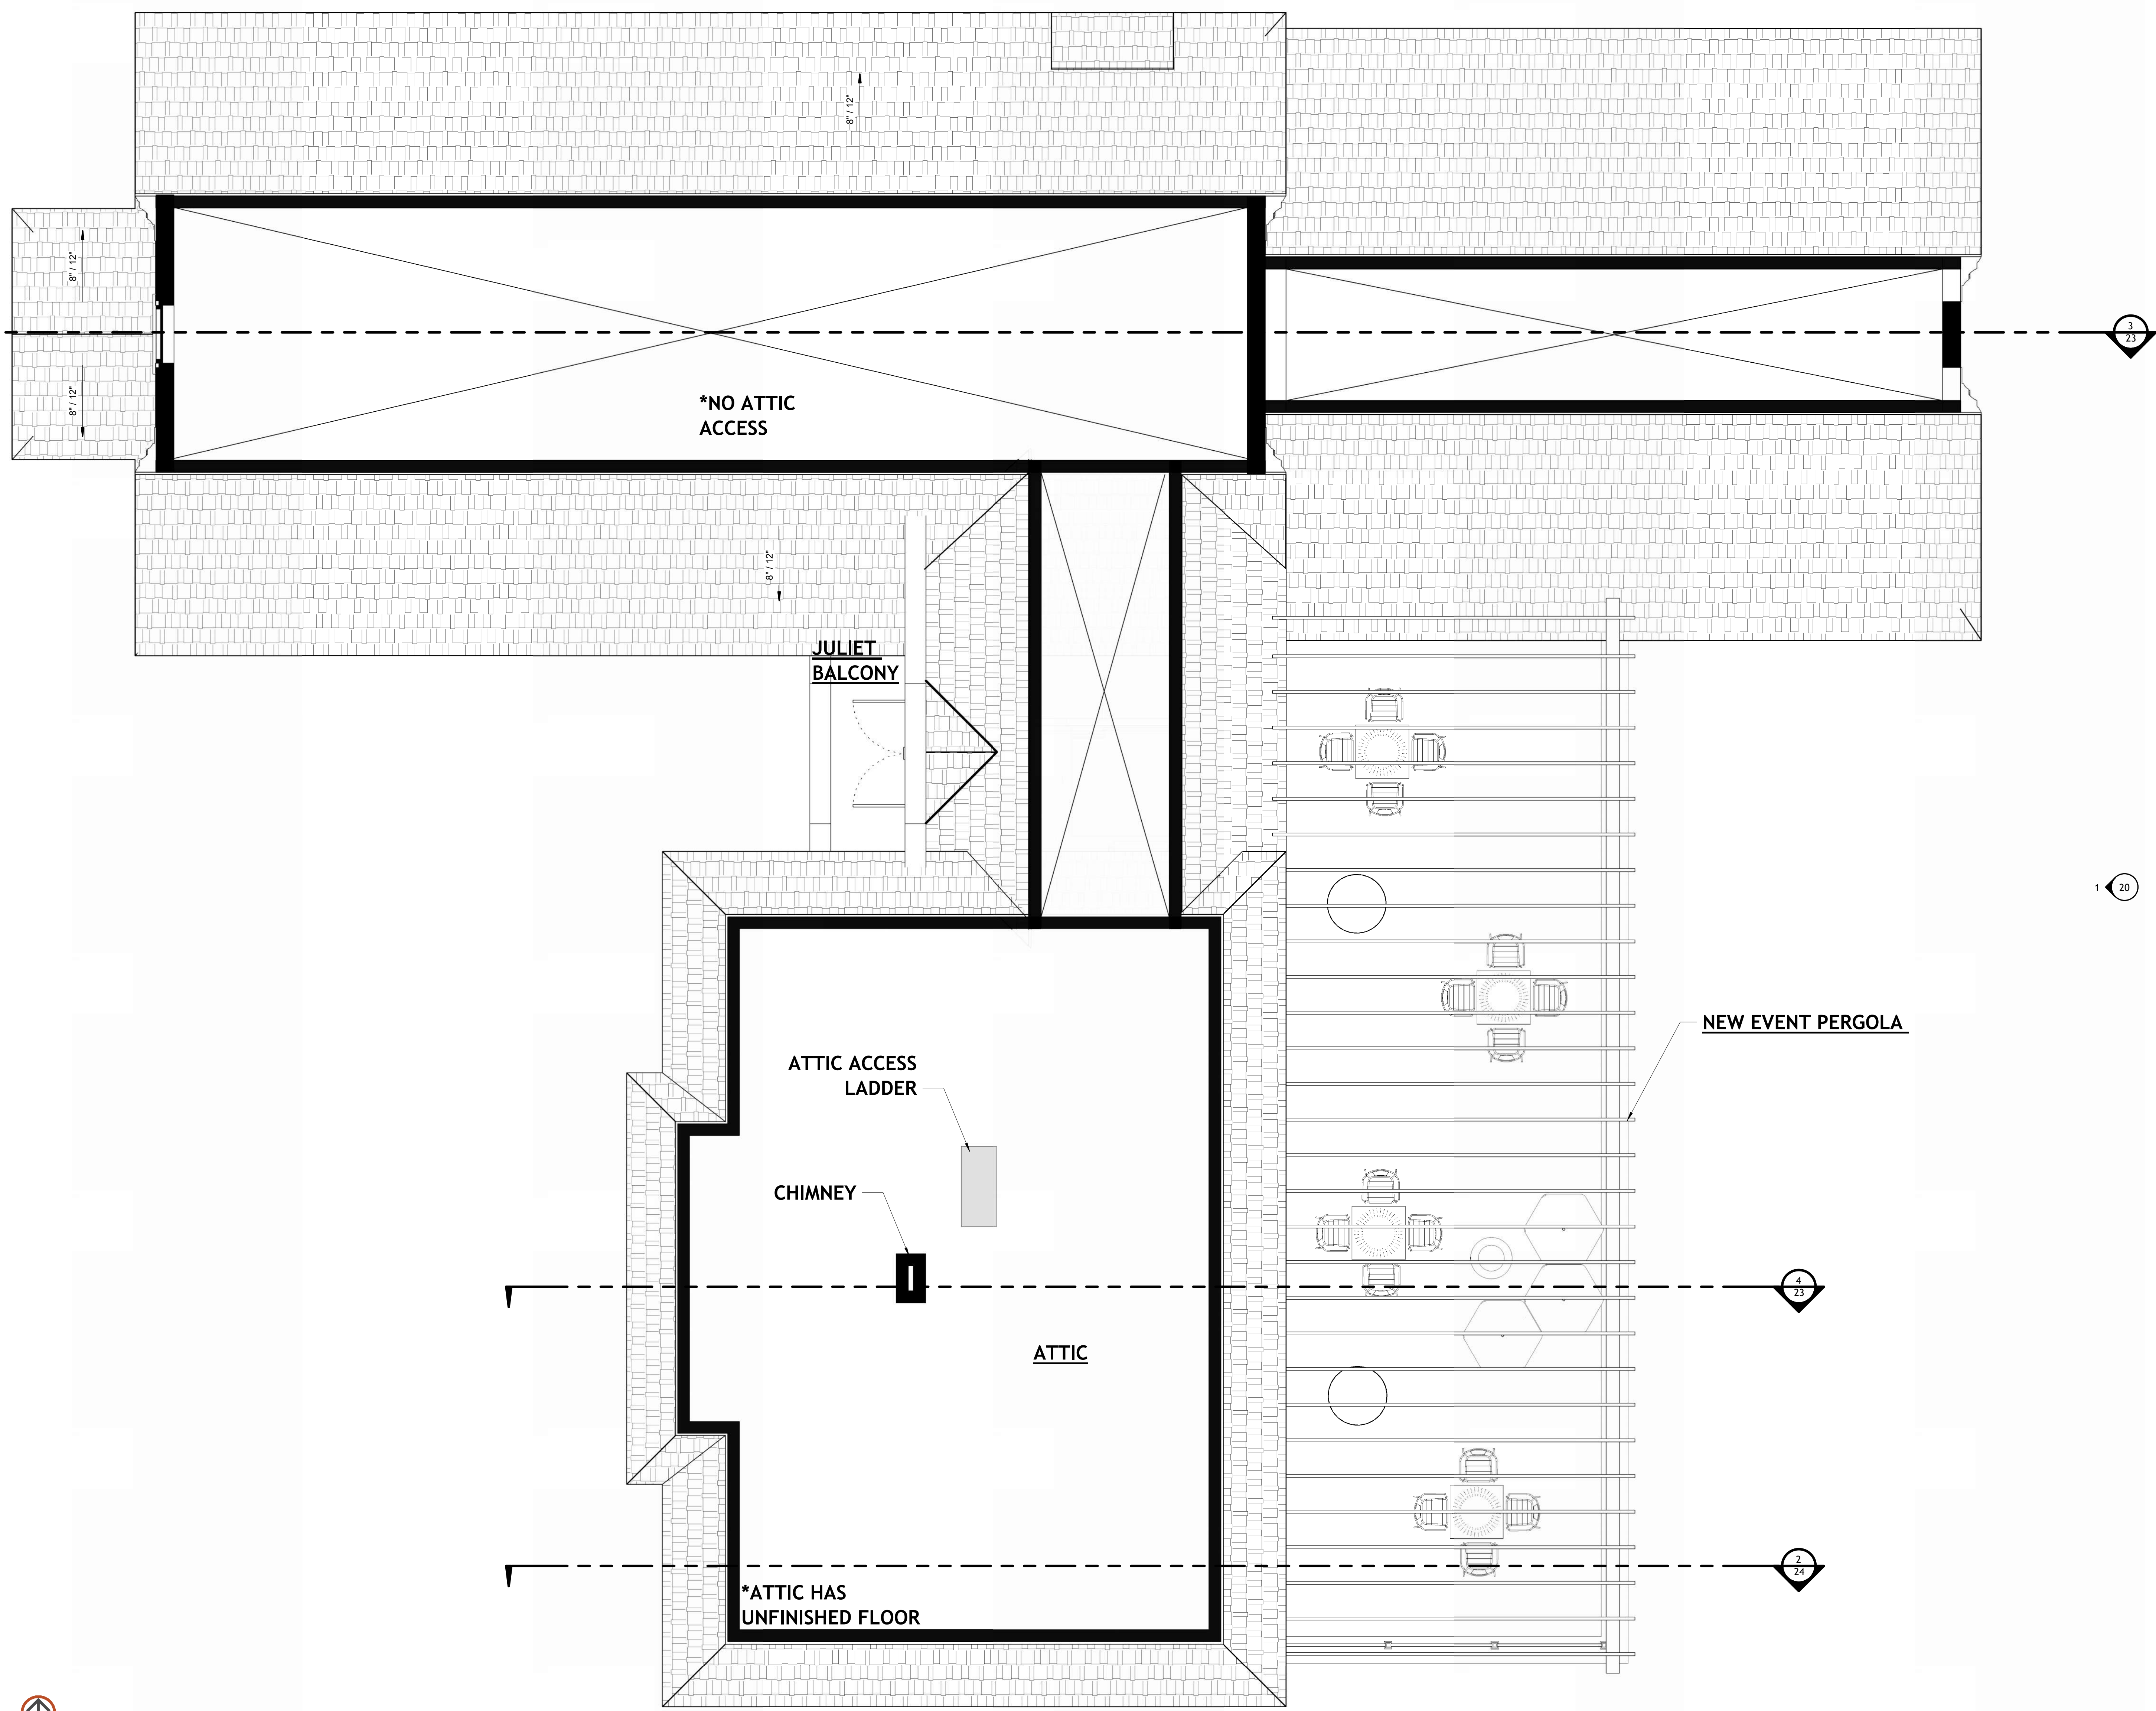 8" / 12"
8" / 12"
3
23
8" / 12"
*NO ATTIC
ACCESS
8" / 12"
JULIET
BALCONY
1
20
NEW EVENT PERGOLA
ATTIC ACCESS
LADDER
CHIMNEY
4
23
ATTIC
2
24
*ATTIC HAS
UNFINISHED FLOOR